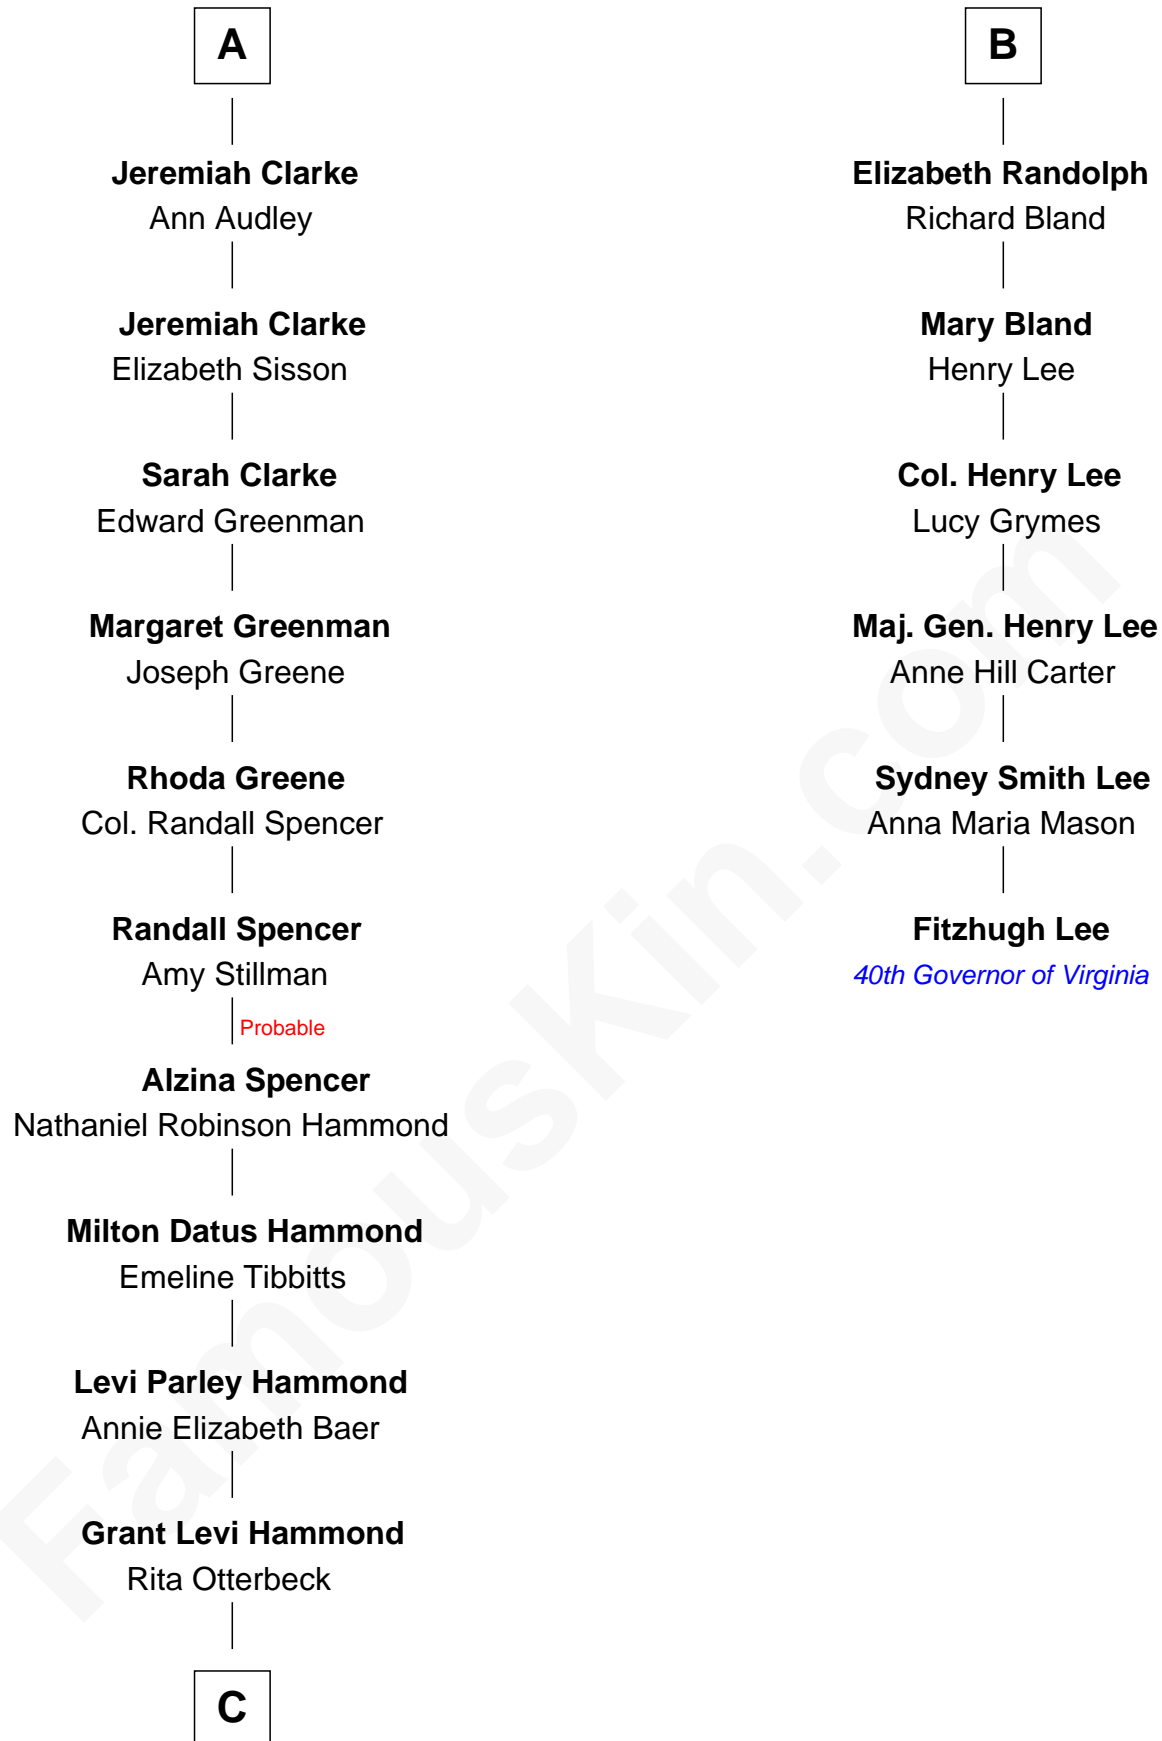 A
Jeremiah Clarke
Ann Audley
Jeremiah Clarke
Elizabeth Sisson
Sarah Clarke
Edward Greenman
Margaret Greenman
Joseph Greene
Rhoda Greene
Col. Randall Spencer
Randall Spencer
Amy Stillman
Probable
Alzina Spencer
Nathaniel Robinson Hammond
Milton Datus Hammond
Emeline Tibbitts
Levi Parley Hammond
Annie Elizabeth Baer
Grant Levi Hammond
Rita Otterbeck
C
B
Elizabeth Randolph
Richard Bland
Mary Bland
Henry Lee
Col. Henry Lee
Lucy Grymes
Maj. Gen. Henry Lee
Anne Hill Carter
Sydney Smith Lee
Anna Maria Mason
Fitzhugh Lee
40th Governor of Virginia
FamousKin.com